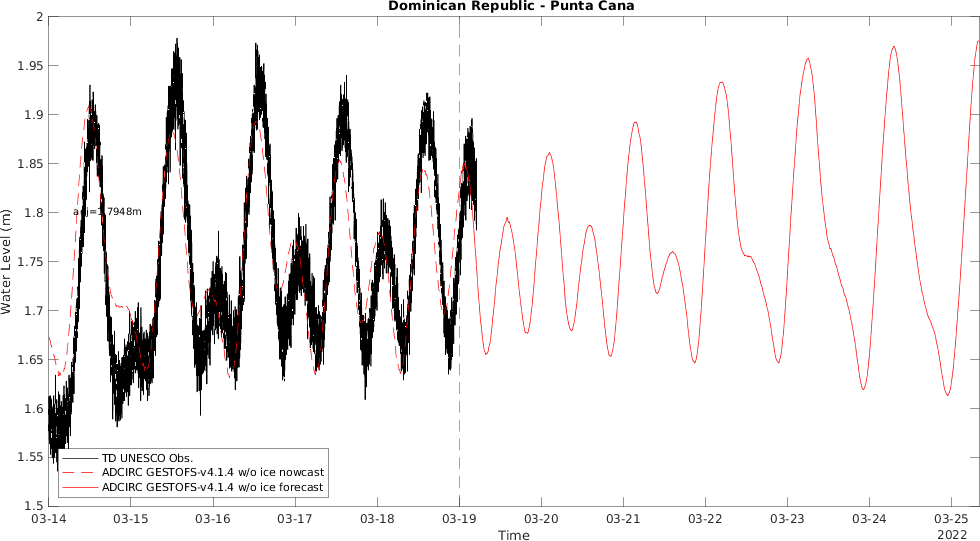 Dominican Republic - Punta Cana
Water Level (m)
2
1.95
1.9
1.85
1.8
1.75
1.7
1.65
1.6
1.55
1.5
adj=1.7948m
TD UNESCO Obs.
ADCIRC GESTOFS-v4.1.4 w/o ice nowcast
ADCIRC GESTOFS-v4.1.4 w/o ice forecast
03-14 03-15 03-16 03-17 03-18 03-19 03-20 03-21 03-22 03-23 03-24 03-25
Time
2022